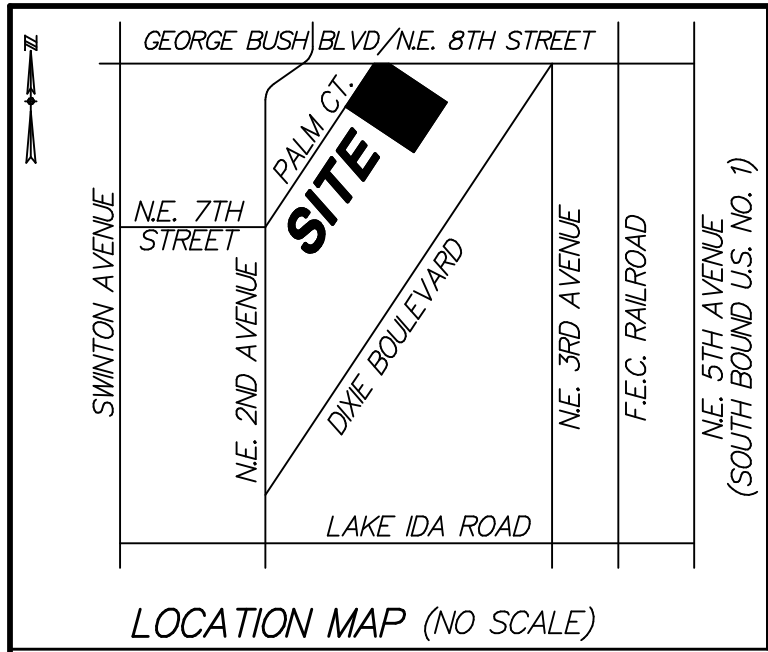 N
GEORGE BUSH BLVD/N.E. 8TH STREET
PALM CT.
SITE
N.E. 7TH
STREET
SWINTON AVENUE
N.E. 2ND AVENUE
DIXIE BOULEVARD
N.E. 3RD AVENUE
F.E.C. RAILROAD
N.E. 5TH AVENUE
(SOUTH BOUND U.S. NO. 1)
LAKE IDA ROAD
LOCATION MAP (NO SCALE)